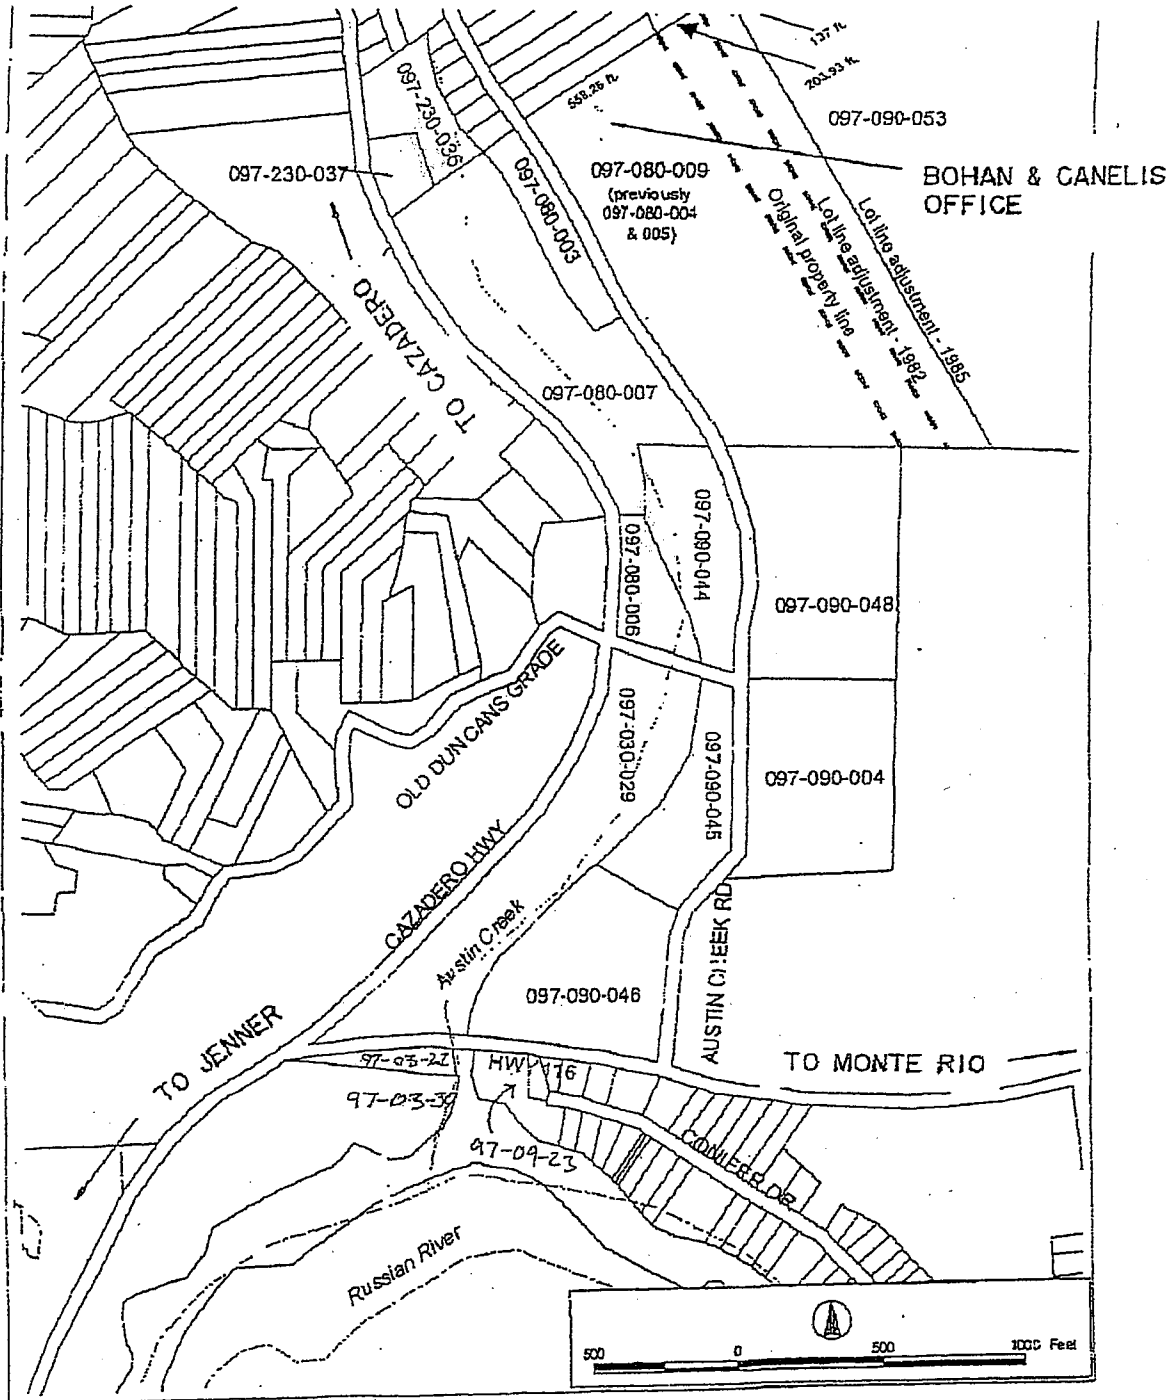 137 ft.
203.93 ft.
558.26 ft.
097-090-053
097-230-036
097-230-037
097-080-003
097-080-009
(previously
097-080-004
& 005)
BOHAN & CANELIS
OFFICE
Original property line
Lot line adjustment - 1982
Lot line adjustment - 1985
TO CAZADERO
097-080-007
097-090-044
097-080-006
097-090-048
OLD DUNCANS GRADE
097-030-029
097-090-045
097-090-004
CAZADERO HWY
Austin Creek
AUSTIN CREEK RD
097-090-046
TO JENNER
97-03-22
HWY 116
TO MONTE RIO
97-03-30
97-09-23
CONIFER DR
Russian River
500 0 500 1000 Feet